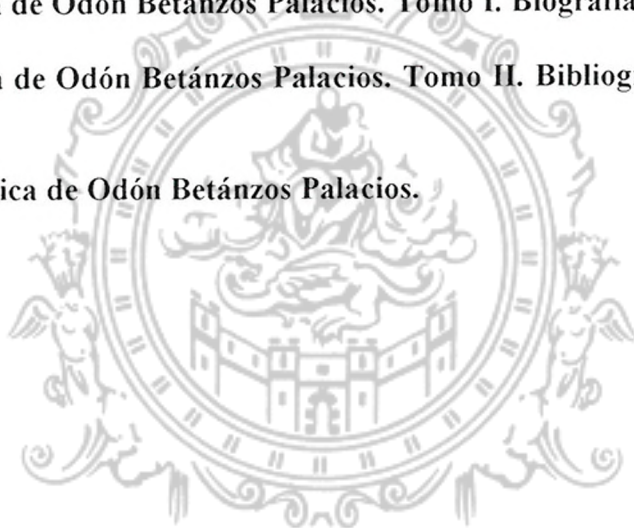 de Odón Betánzos Palacios. Tomo I. Biografía
de Odón Betánzos Palacios. Tomo II. Bibliog
ica de Odón Betánzos Palacios.